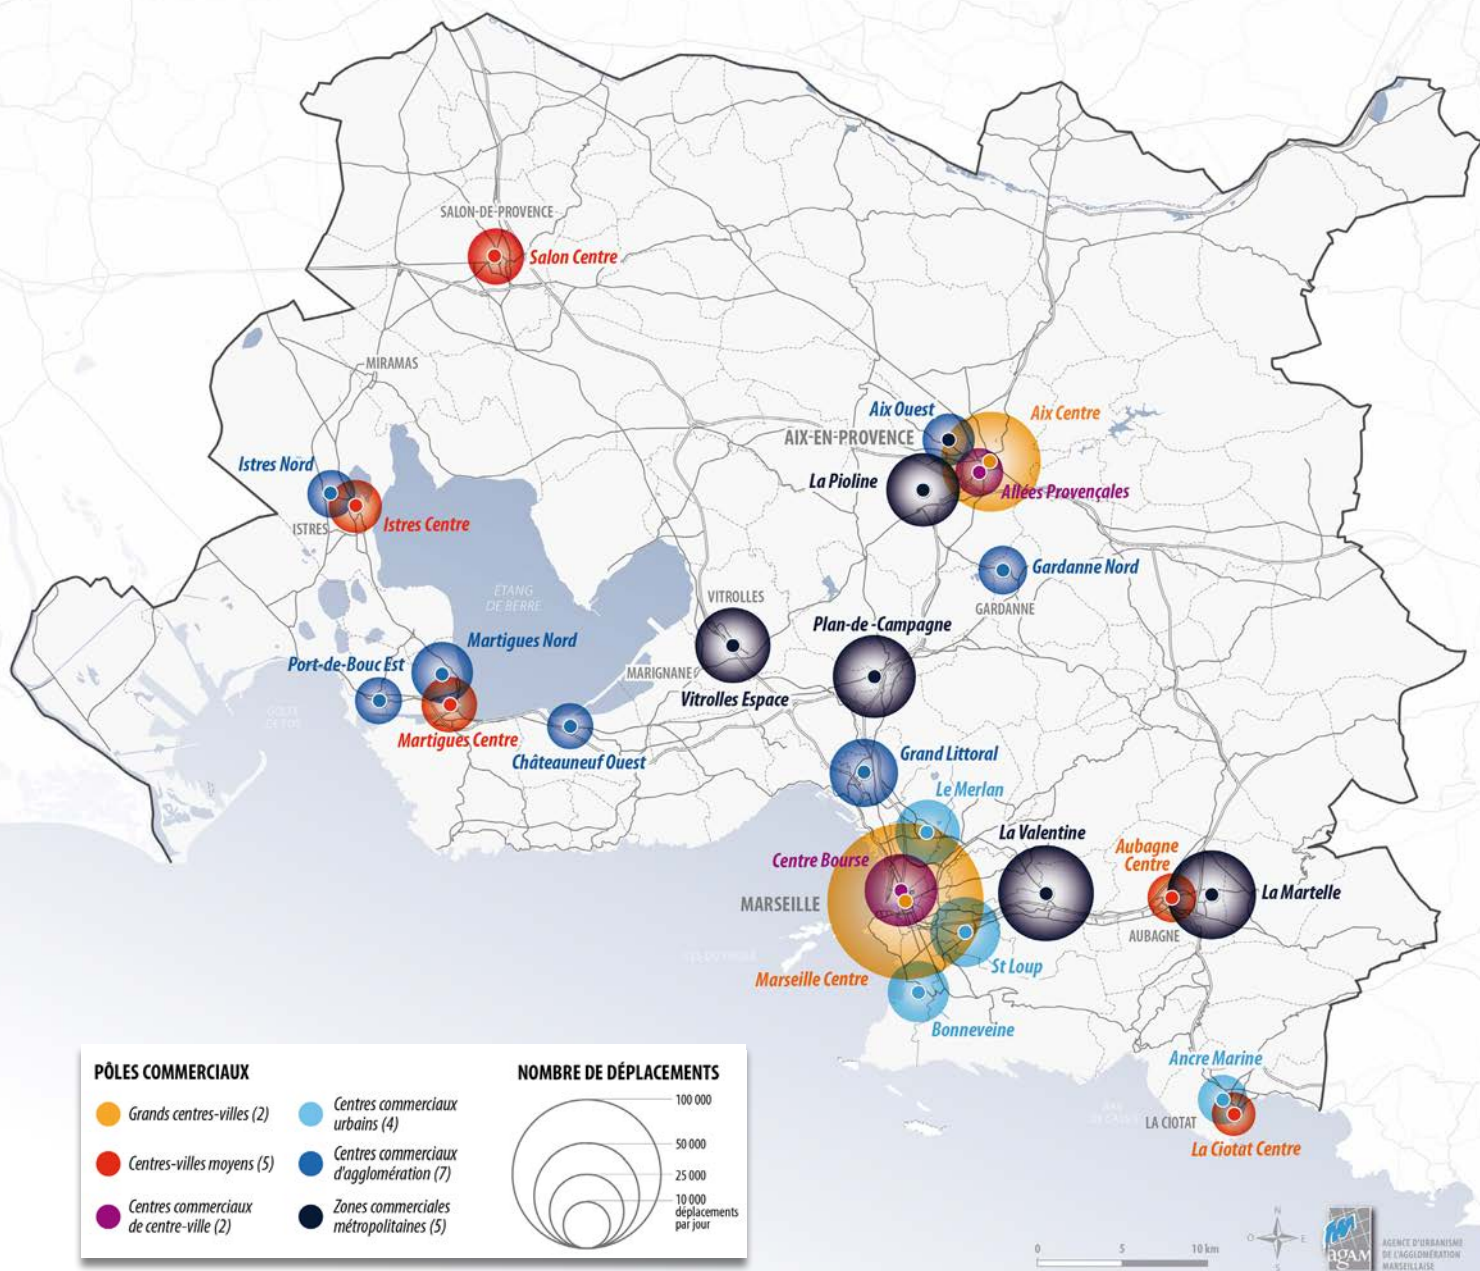 SALON-DE-PROVENCE
Salon Centre
MIRAMAS
Aix Ouest
Aix Centre
AIX-EN-PROVENCE
La Pioline
Allées Provençales
Istres Nord
ISTRES
Istres Centre
Gardanne Nord
GARDANNE
ÉTANG
DE BERRE
VITROLLES
Plan-de -Campagne
Martigues Nord
Port-de-Bouc Est
MARIGNANE
Vitrolles Espace
Martigues Centre
Châteauneuf Ouest
Grand Littoral
Le Merlan
La Valentine
Centre Bourse
Aubagne
Centre
MARSEILLE
La Martelle
AUBAGNE
Marseille Centre
St Loup
Bonneveine
Ancre Marine
LA CIOTAT
La Ciotat Centre
PÔLES COMMERCIAUX
Grands centres-villes (2)
Centres-villes moyens (5)
Centres commerciaux
de centre-ville (2)
Centres commerciaux
urbains (4)
Centres commerciaux
d'agglomération (7)
Zones commerciales
métropolitaines (5)
NOMBRE DE DÉPLACEMENTS
100 000
50 000
25 000
10 000
déplacements
par jour
0 5 10 km
N
O E
S
agAM
AGENCE D'URBANISME
DE L'AGGLOMÉRATION
MARSEILLAISE